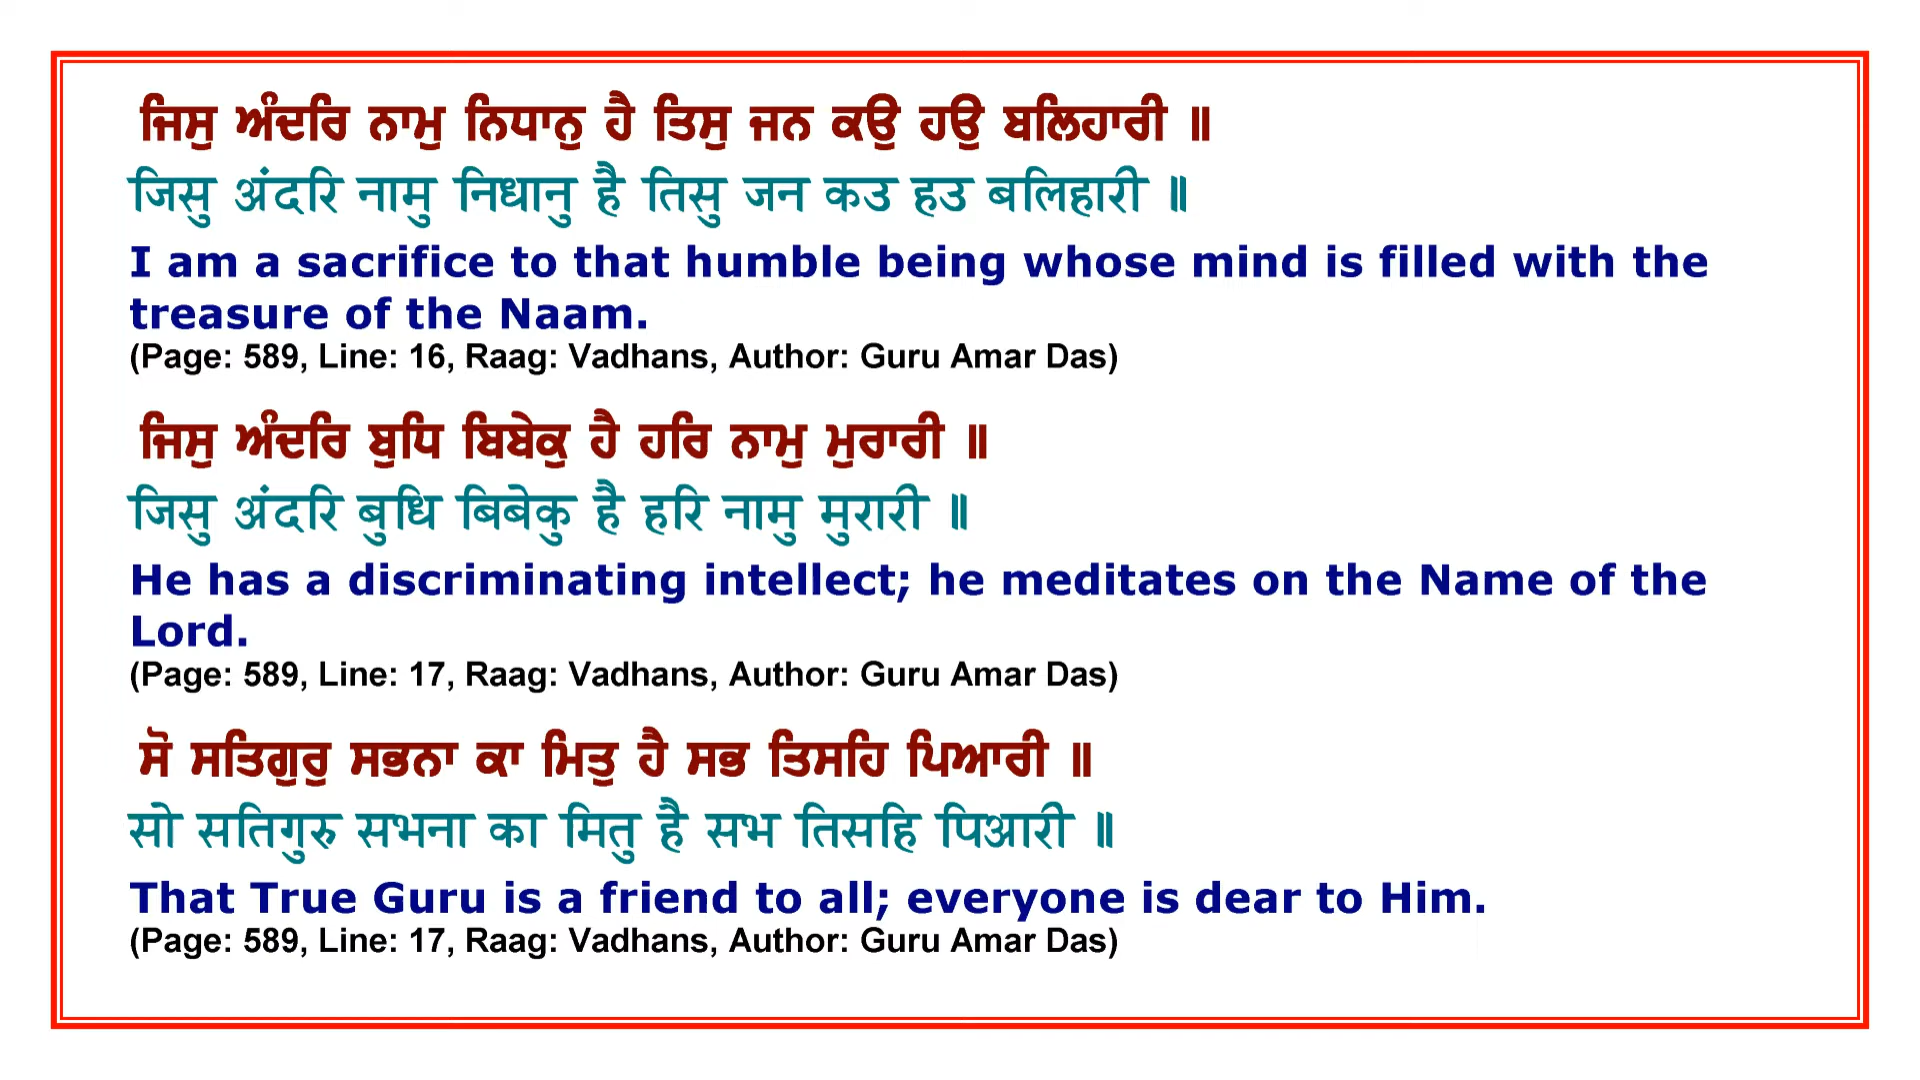 ਜਿਸੁ ਅੰਦਰਿ ਨਾਮੁ ਨਿਧਾਨੁ ਹੈ ਤਿਸੁ ਜਨ ਕਉ ਹਉ ਬਲਿਹਾਰੀ ॥
जिसु अंदरि नामु निधानु है तिसु जन कउ हउ बलिहारी ॥
I am a sacrifice to that humble being whose mind is filled with the
treasure of the Naam.
(Page: 589, Line: 16, Raag: Vadhans, Author: Guru Amar Das)
ਜਿਸੁ ਅੰਦਰਿ ਬੁਧਿ ਬਿਬੇਕੁ ਹੈ ਹਰਿ ਨਾਮੁ ਮੁਰਾਰੀ ॥
जिसु अंदरि बुधि बिबेकु है हरि नामु मुरारी ॥
He has a discriminating intellect; he meditates on the Name of the
Lord.
(Page: 589, Line: 17, Raag: Vadhans, Author: Guru Amar Das)
ਸੋ ਸਤਿਗੁਰੁ ਸਭਨਾ ਕਾ ਮਿਤੁ ਹੈ ਸਭ ਤਿਸਹਿ ਪਿਆਰੀ ॥
सो सतिगुरु सभना का मितु है सभ तिसहि पिआरी ॥
That True Guru is a friend to all; everyone is dear to Him.
(Page: 589, Line: 17, Raag: Vadhans, Author: Guru Amar Das)